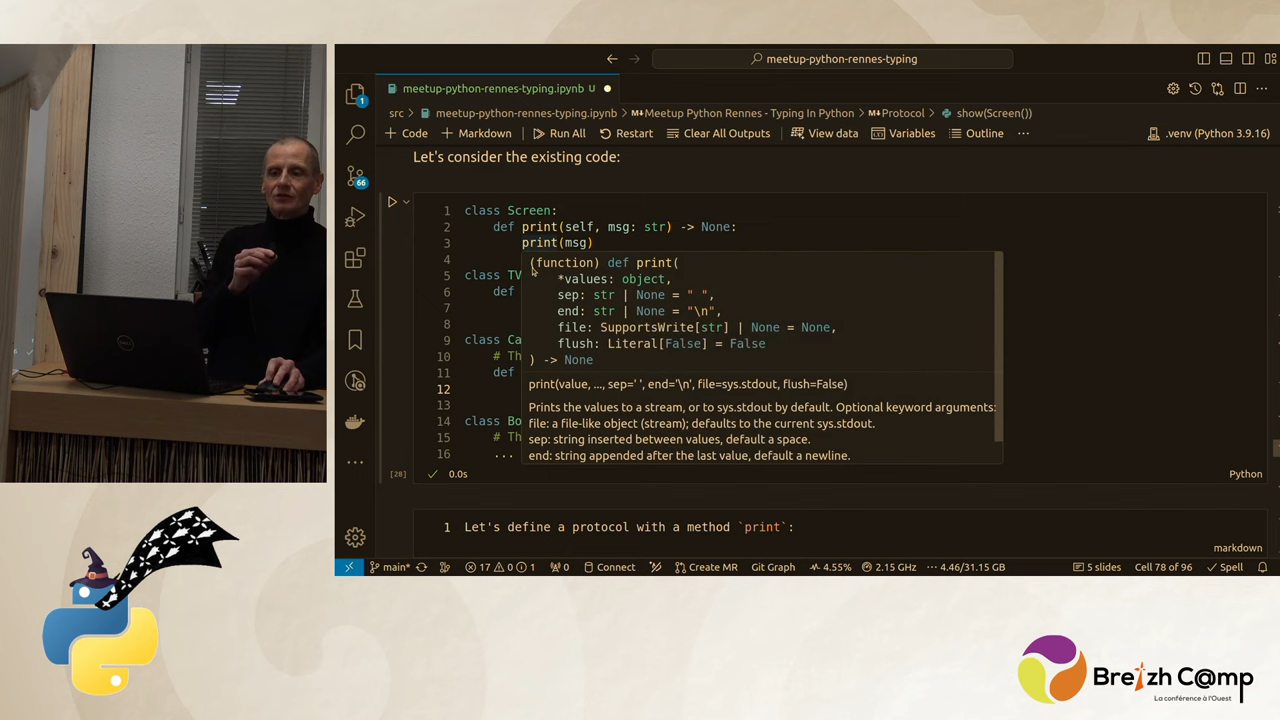 meetup-python-rennes-typing
meetup-python-rennes-typing.ipynb U
src > meetup-python-rennes-typing.ipynb > Meetup Python Rennes - Typing In Python > Protocol > show(Screen())
+ Code + Markdown Run All Restart Clear All Outputs View data Variables Outline ... .venv (Python 3.9.16)
Let's consider the existing code:
1 class Screen:
2 def print(self, msg: str) -> None:
3 print(msg)
4
(function) def print(
5 class TV
*values: object,
6 def
sep: str | None = " ",
7
end: str | None = "\n",
8
file: SupportsWrite[str] | None = None,
9 class Ca
flush: Literal[False] = False
10 # Th
) -> None
11 def
12
print(value, ..., sep=' ', end='\n', file=sys.stdout, flush=False)
13
Prints the values to a stream, or to sys.stdout by default. Optional keyword arguments:
14 class Bo
file: a file-like object (stream); defaults to the current sys.stdout.
15 # Th
sep: string inserted between values, default a space.
16 ...
end: string appended after the last value, default a newline.
[28] 0.0s Python
1 Let's define a protocol with a method `print`:
markdown
main* 17 0 1 0 Connect Create MR Git Graph 4.55% 2.15 GHz 4.46/31.15 GB 5 slides Cell 78 of 96 Spell
1
66
DELL
Breizh C@mp
La conférence à l'Ouest